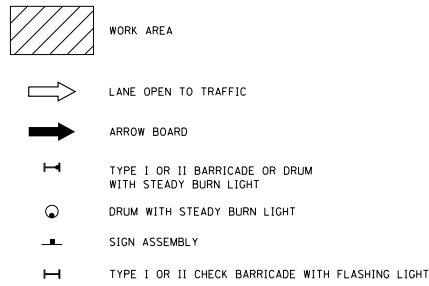 WORK AREA
LANE OPEN TO TRAFFIC
ARROW BOARD
TYPE I OR II BARRICADE OR DRUM
WITH STEADY BURN LIGHT
DRUM WITH STEADY BURN LIGHT
SIGN ASSEMBLY
TYPE I OR II CHECK BARRICADE WITH FLASHING LIGHT